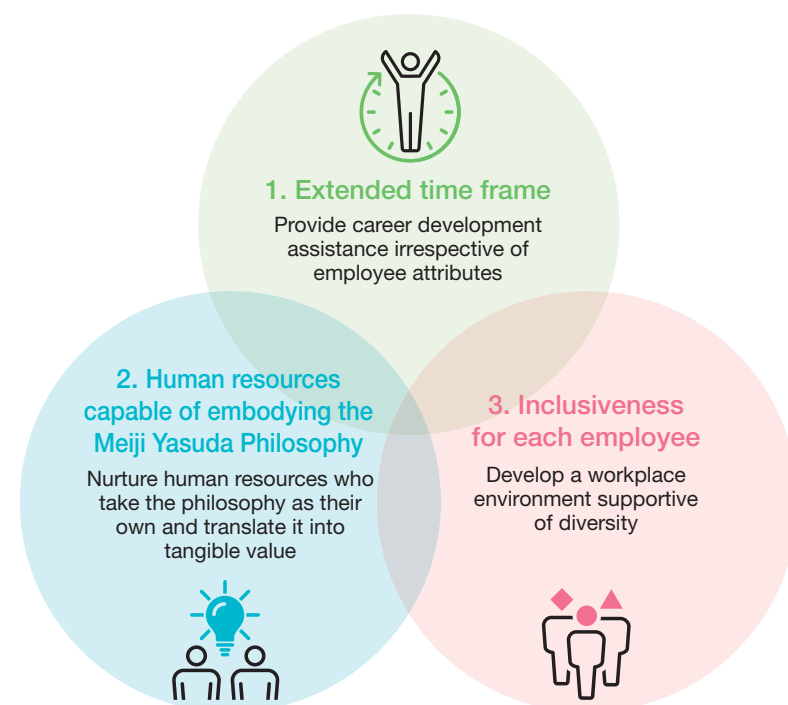 1. Extended time frame
Provide career development
assistance irrespective of
employee attributes
2. Human resources
capable of embodying the
Meiji Yasuda Philosophy
Nurture human resources who
take the philosophy as their
own and translate it into
tangible value
3. Inclusiveness
for each employee
Develop a workplace
environment supportive
of diversity